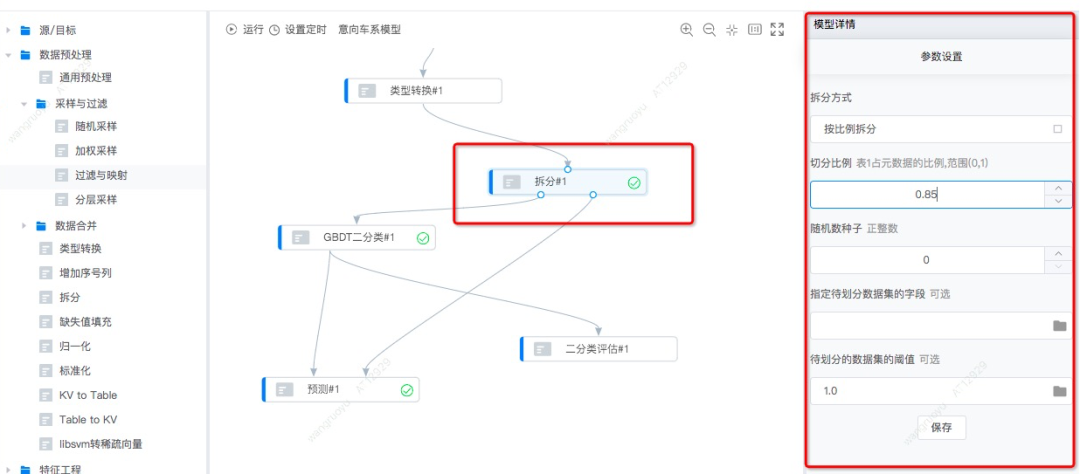 源/目标
数据预处理
通用预处理
采样与过滤
随机采样
加权采样
过滤与映射
分层采样
数据合并
类型转换
增加序号列
拆分
缺失值填充
归一化
标准化
KV to Table
Table to KV
libsvm转稀疏向量
特征工程
运行 设置定时 意向车系模型
类型转换#1
拆分#1
GBDT二分类#1
二分类评估#1
预测#1
模型详情
参数设置
拆分方式
按比例拆分
切分比例 表1占元数据的比例,范围(0,1)
0.85
随机数种子 正整数
0
指定待划分数据集的字段 可选
待划分的数据集的阈值 可选
1.0
保存
wangruoyu AT12929
wangruoyu AT12929
wangruoyu AT12929
wangruoyu AT12929